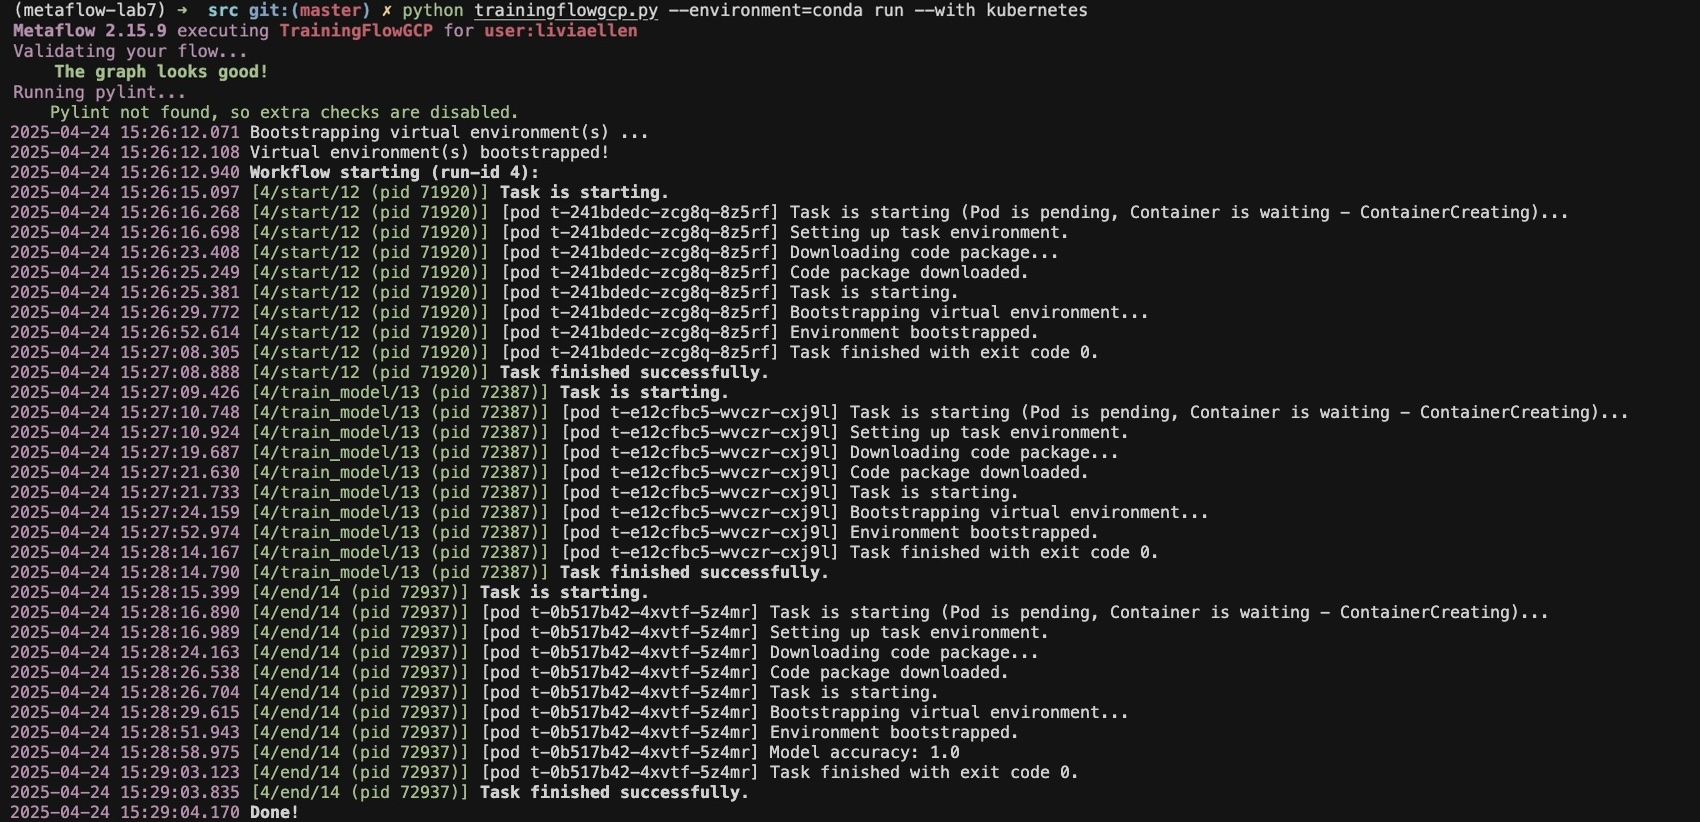 (metaflow-lab7) ➜  src git:(master) ✗ python trainingflowgcp.py --environment=conda run --with kubernetes
Metaflow 2.15.9 executing TrainingFlowGCP for user:liviaellen
Validating your flow...
    The graph looks good!
Running pylint...
    Pylint not found, so extra checks are disabled.
2025-04-24 15:26:12.071 Bootstrapping virtual environment(s) ...
2025-04-24 15:26:12.108 Virtual environment(s) bootstrapped!
2025-04-24 15:26:12.940 Workflow starting (run-id 4):
2025-04-24 15:26:15.097 [4/start/12 (pid 71920)] Task is starting.
2025-04-24 15:26:16.268 [4/start/12 (pid 71920)] [pod t-241bdedc-zcg8q-8z5rf] Task is starting (Pod is pending, Container is waiting - ContainerCreating)...
2025-04-24 15:26:16.698 [4/start/12 (pid 71920)] [pod t-241bdedc-zcg8q-8z5rf] Setting up task environment.
2025-04-24 15:26:23.408 [4/start/12 (pid 71920)] [pod t-241bdedc-zcg8q-8z5rf] Downloading code package...
2025-04-24 15:26:25.249 [4/start/12 (pid 71920)] [pod t-241bdedc-zcg8q-8z5rf] Code package downloaded.
2025-04-24 15:26:25.381 [4/start/12 (pid 71920)] [pod t-241bdedc-zcg8q-8z5rf] Task is starting.
2025-04-24 15:26:29.772 [4/start/12 (pid 71920)] [pod t-241bdedc-zcg8q-8z5rf] Bootstrapping virtual environment...
2025-04-24 15:26:52.614 [4/start/12 (pid 71920)] [pod t-241bdedc-zcg8q-8z5rf] Environment bootstrapped.
2025-04-24 15:27:08.305 [4/start/12 (pid 71920)] [pod t-241bdedc-zcg8q-8z5rf] Task finished with exit code 0.
2025-04-24 15:27:08.888 [4/start/12 (pid 71920)] Task finished successfully.
2025-04-24 15:27:09.426 [4/train_model/13 (pid 72387)] Task is starting.
2025-04-24 15:27:10.748 [4/train_model/13 (pid 72387)] [pod t-e12cfbc5-wvczr-cxj9l] Task is starting (Pod is pending, Container is waiting - ContainerCreating)...
2025-04-24 15:27:10.924 [4/train_model/13 (pid 72387)] [pod t-e12cfbc5-wvczr-cxj9l] Setting up task environment.
2025-04-24 15:27:19.687 [4/train_model/13 (pid 72387)] [pod t-e12cfbc5-wvczr-cxj9l] Downloading code package...
2025-04-24 15:27:21.630 [4/train_model/13 (pid 72387)] [pod t-e12cfbc5-wvczr-cxj9l] Code package downloaded.
2025-04-24 15:27:21.733 [4/train_model/13 (pid 72387)] [pod t-e12cfbc5-wvczr-cxj9l] Task is starting.
2025-04-24 15:27:24.159 [4/train_model/13 (pid 72387)] [pod t-e12cfbc5-wvczr-cxj9l] Bootstrapping virtual environment...
2025-04-24 15:27:52.974 [4/train_model/13 (pid 72387)] [pod t-e12cfbc5-wvczr-cxj9l] Environment bootstrapped.
2025-04-24 15:28:14.167 [4/train_model/13 (pid 72387)] [pod t-e12cfbc5-wvczr-cxj9l] Task finished with exit code 0.
2025-04-24 15:28:14.790 [4/train_model/13 (pid 72387)] Task finished successfully.
2025-04-24 15:28:15.399 [4/end/14 (pid 72937)] Task is starting.
2025-04-24 15:28:16.890 [4/end/14 (pid 72937)] [pod t-0b517b42-4xvtf-5z4mr] Task is starting (Pod is pending, Container is waiting - ContainerCreating)...
2025-04-24 15:28:16.989 [4/end/14 (pid 72937)] [pod t-0b517b42-4xvtf-5z4mr] Setting up task environment.
2025-04-24 15:28:24.163 [4/end/14 (pid 72937)] [pod t-0b517b42-4xvtf-5z4mr] Downloading code package...
2025-04-24 15:28:26.538 [4/end/14 (pid 72937)] [pod t-0b517b42-4xvtf-5z4mr] Code package downloaded.
2025-04-24 15:28:26.704 [4/end/14 (pid 72937)] [pod t-0b517b42-4xvtf-5z4mr] Task is starting.
2025-04-24 15:28:29.615 [4/end/14 (pid 72937)] [pod t-0b517b42-4xvtf-5z4mr] Bootstrapping virtual environment...
2025-04-24 15:28:51.943 [4/end/14 (pid 72937)] [pod t-0b517b42-4xvtf-5z4mr] Environment bootstrapped.
2025-04-24 15:28:58.975 [4/end/14 (pid 72937)] [pod t-0b517b42-4xvtf-5z4mr] Model accuracy: 1.0
2025-04-24 15:29:03.123 [4/end/14 (pid 72937)] [pod t-0b517b42-4xvtf-5z4mr] Task finished with exit code 0.
2025-04-24 15:29:03.835 [4/end/14 (pid 72937)] Task finished successfully.
2025-04-24 15:29:04.170 Done!